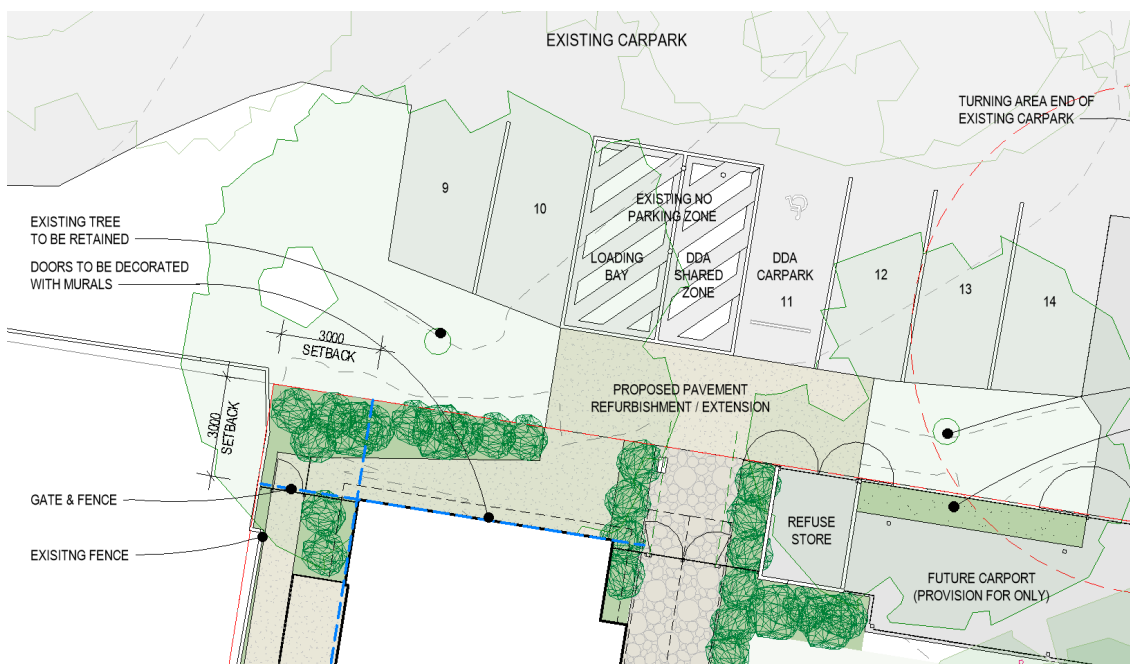 EXISTING CARPARK
TURNING AREA END OF
EXISTING CARPARK
9
10
EXISTING NO
PARKING ZONE
LOADING
BAY
DDA
SHARED
ZONE
DDA
CARPARK
11
12
13
14
EXISTING TREE
TO BE RETAINED
DOORS TO BE DECORATED
WITH MURALS
3000
SETBACK
3000
SETBACK
PROPOSED PAVEMENT
REFURBISHMENT / EXTENSION
GATE & FENCE
EXISITNG FENCE
REFUSE
STORE
FUTURE CARPORT
(PROVISION FOR ONLY)